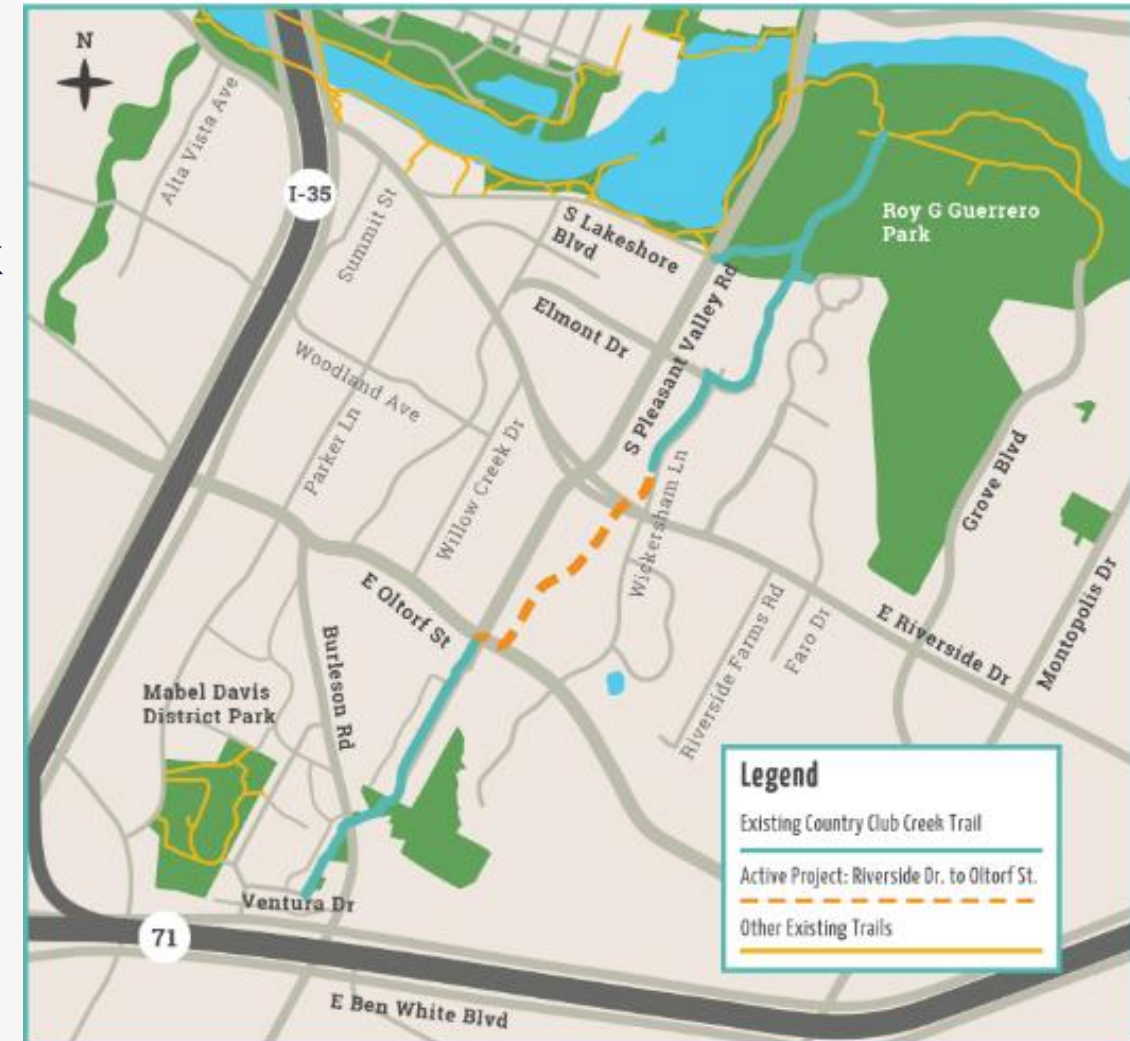 N
Alta Vista Ave
I-35
Summit St
S Lakeshore
Blvd
Roy G Guerrero
Park
Elmont Dr
S Pleasant Valley Rd
Woodland Ave
Parker Ln
Willow Creek Dr
Wickersham Ln
Grove Blvd
E Oltorf St
Burleson Rd
Riverside Farms Rd
Faro Dr
E Riverside Dr
Montopolis Dr
Mabel Davis
District Park
Ventura Dr
71
E Ben White Blvd
Legend
Existing Country Club Creek Trail
Active Project: Riverside Dr. to Oltorf St.
Other Existing Trails